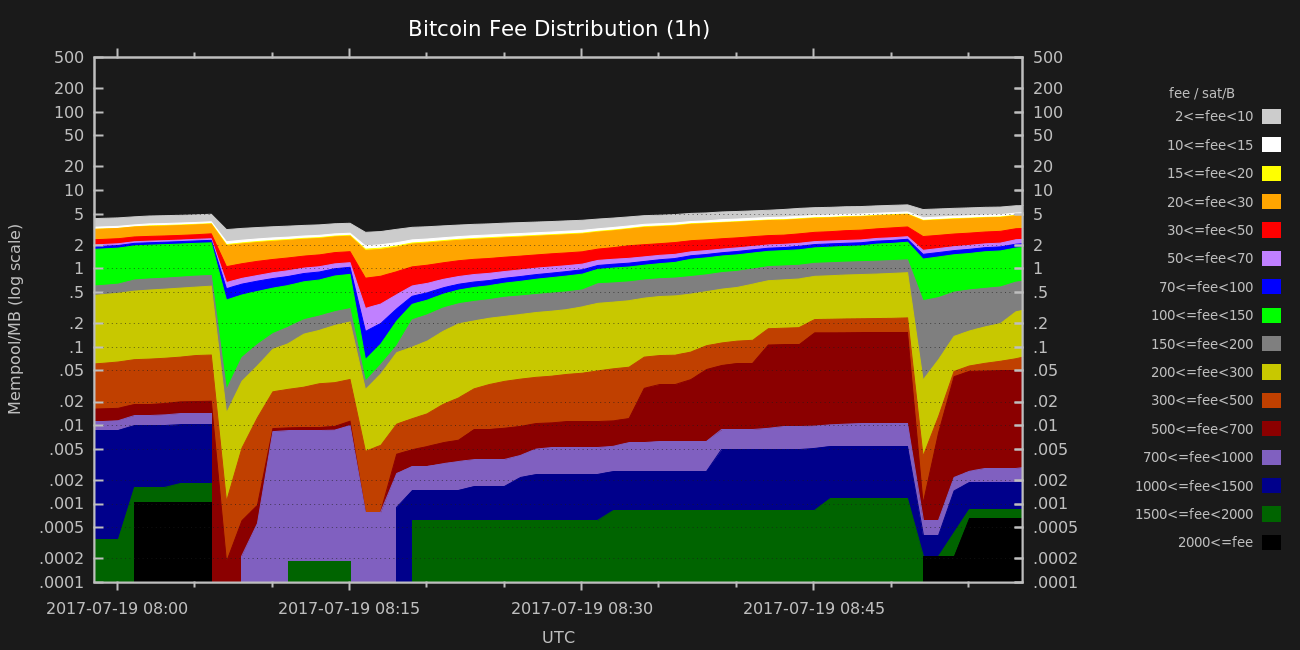 Bitcoin Fee Distribution (1h)
Mempool/MB (log scale)
500
200
100
50
20
10
5
2
1
.5
.2
.1
.05
.02
.01
.005
.002
.001
.0005
.0002
.0001
500
200
100
50
20
10
5
2
1
.5
.2
.1
.05
.02
.01
.005
.002
.001
.0005
.0002
.0001
2017-07-19 08:00
2017-07-19 08:15
2017-07-19 08:30
2017-07-19 08:45
UTC
fee / sat/B
2<=fee<10
10<=fee<15
15<=fee<20
20<=fee<30
30<=fee<50
50<=fee<70
70<=fee<100
100<=fee<150
150<=fee<200
200<=fee<300
300<=fee<500
500<=fee<700
700<=fee<1000
1000<=fee<1500
1500<=fee<2000
2000<=fee